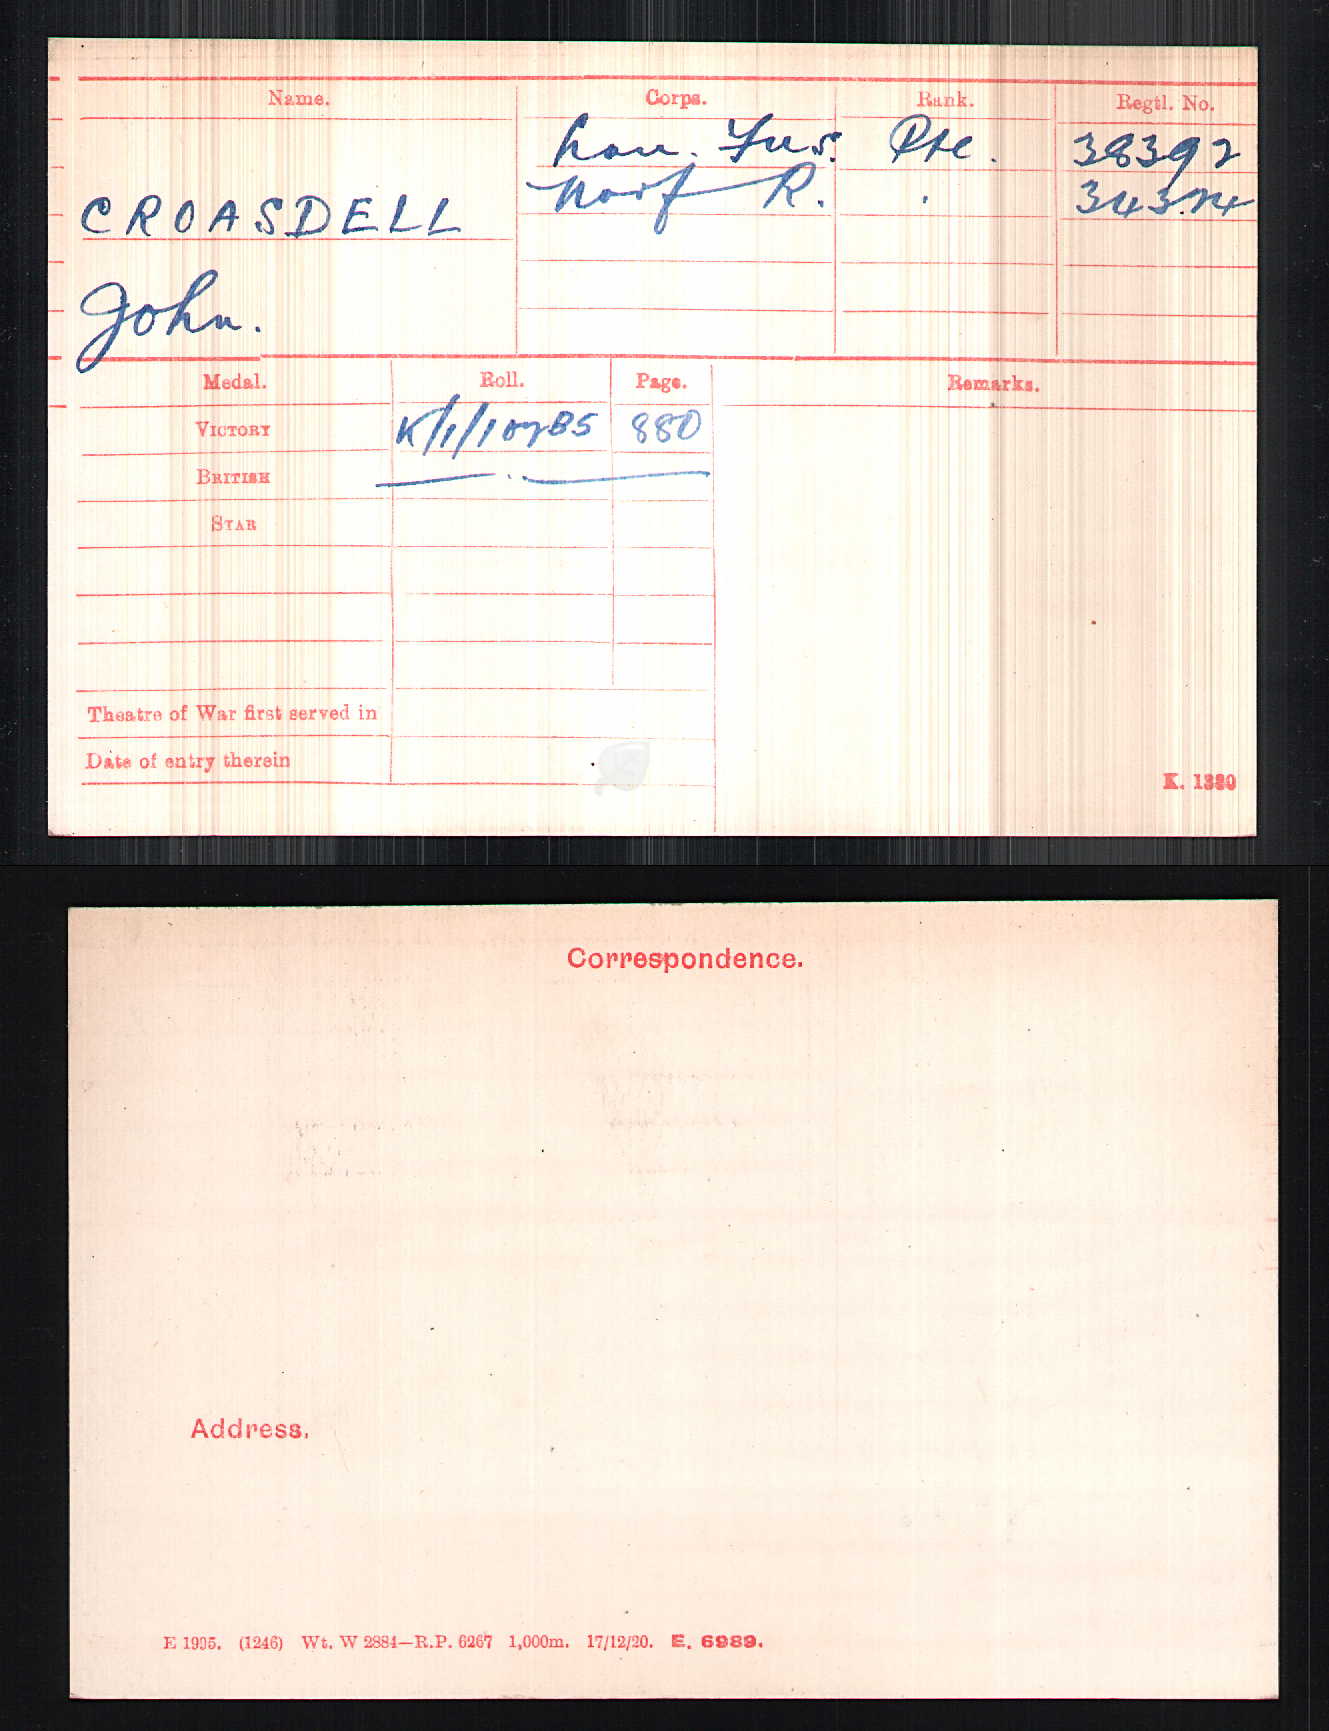 Name.
Corps.
Rank.
Regtl. No.
Lan. Fus. Pte. 38392
Norf R. 34374
CROASDELL
John.
Medal.
Roll.
Page.
Remarks.
VICTORY K/1/107B5 880
BRITISH
STAR
Theatre of War first served in
Date of entry therein
K. 1380
Correspondence.
Address.
E 1995. (1246) Wt. W 2884—R.P. 6267 1,000m. 17/12/20. E. 6989.